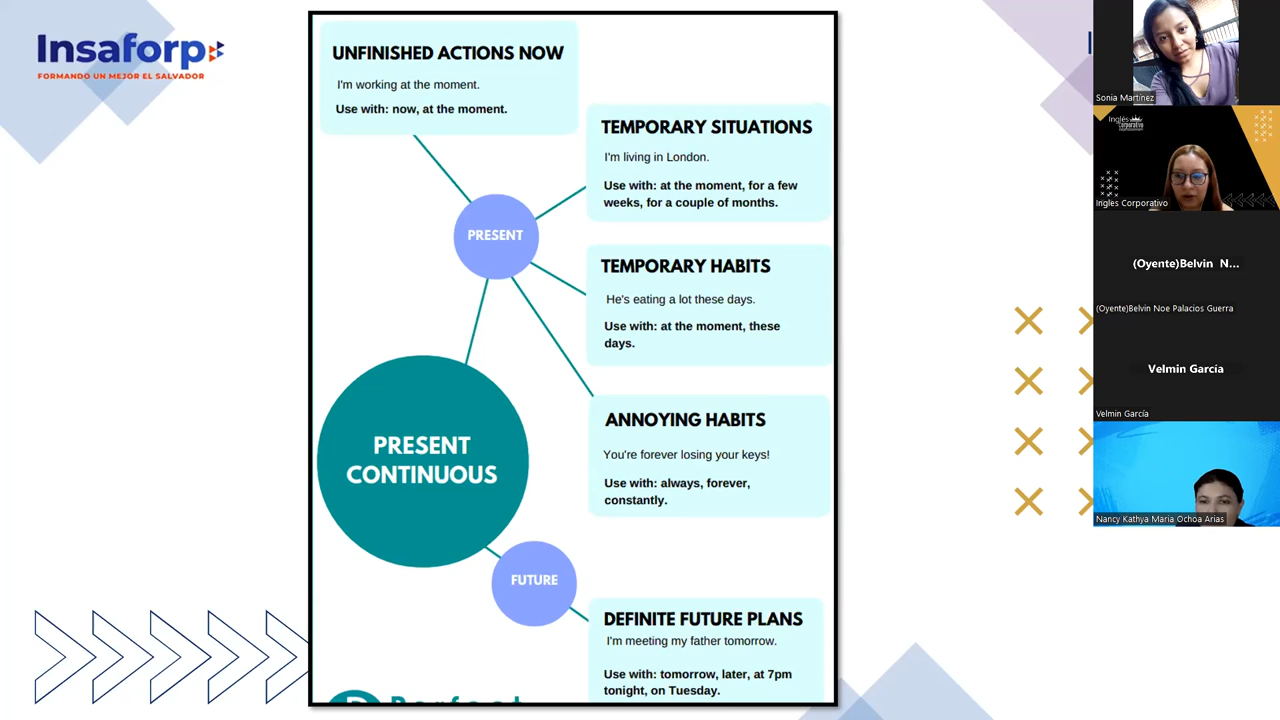 Insaforp
FORMANDO UN MEJOR EL SALVADOR
UNFINISHED ACTIONS NOW
I'm working at the moment.
Use with: now, at the moment.
TEMPORARY SITUATIONS
I'm living in London.
Use with: at the moment, for a few
weeks, for a couple of months.
PRESENT
TEMPORARY HABITS
He's eating a lot these days.
Use with: at the moment, these
days.
ANNOYING HABITS
You're forever losing your keys!
Use with: always, forever,
constantly.
PRESENT
CONTINUOUS
FUTURE
DEFINITE FUTURE PLANS
I'm meeting my father tomorrow.
Use with: tomorrow, later, at 7pm
tonight, on Tuesday.
Sonia Martínez
Inglés
Corporativo
Ingles Corporativo
(Oyente)Belvin N...
(Oyente)Belvin Noe Palacios Guerra
Velmin García
Velmin García
Nancy Kathya Maria Ochoa Arias